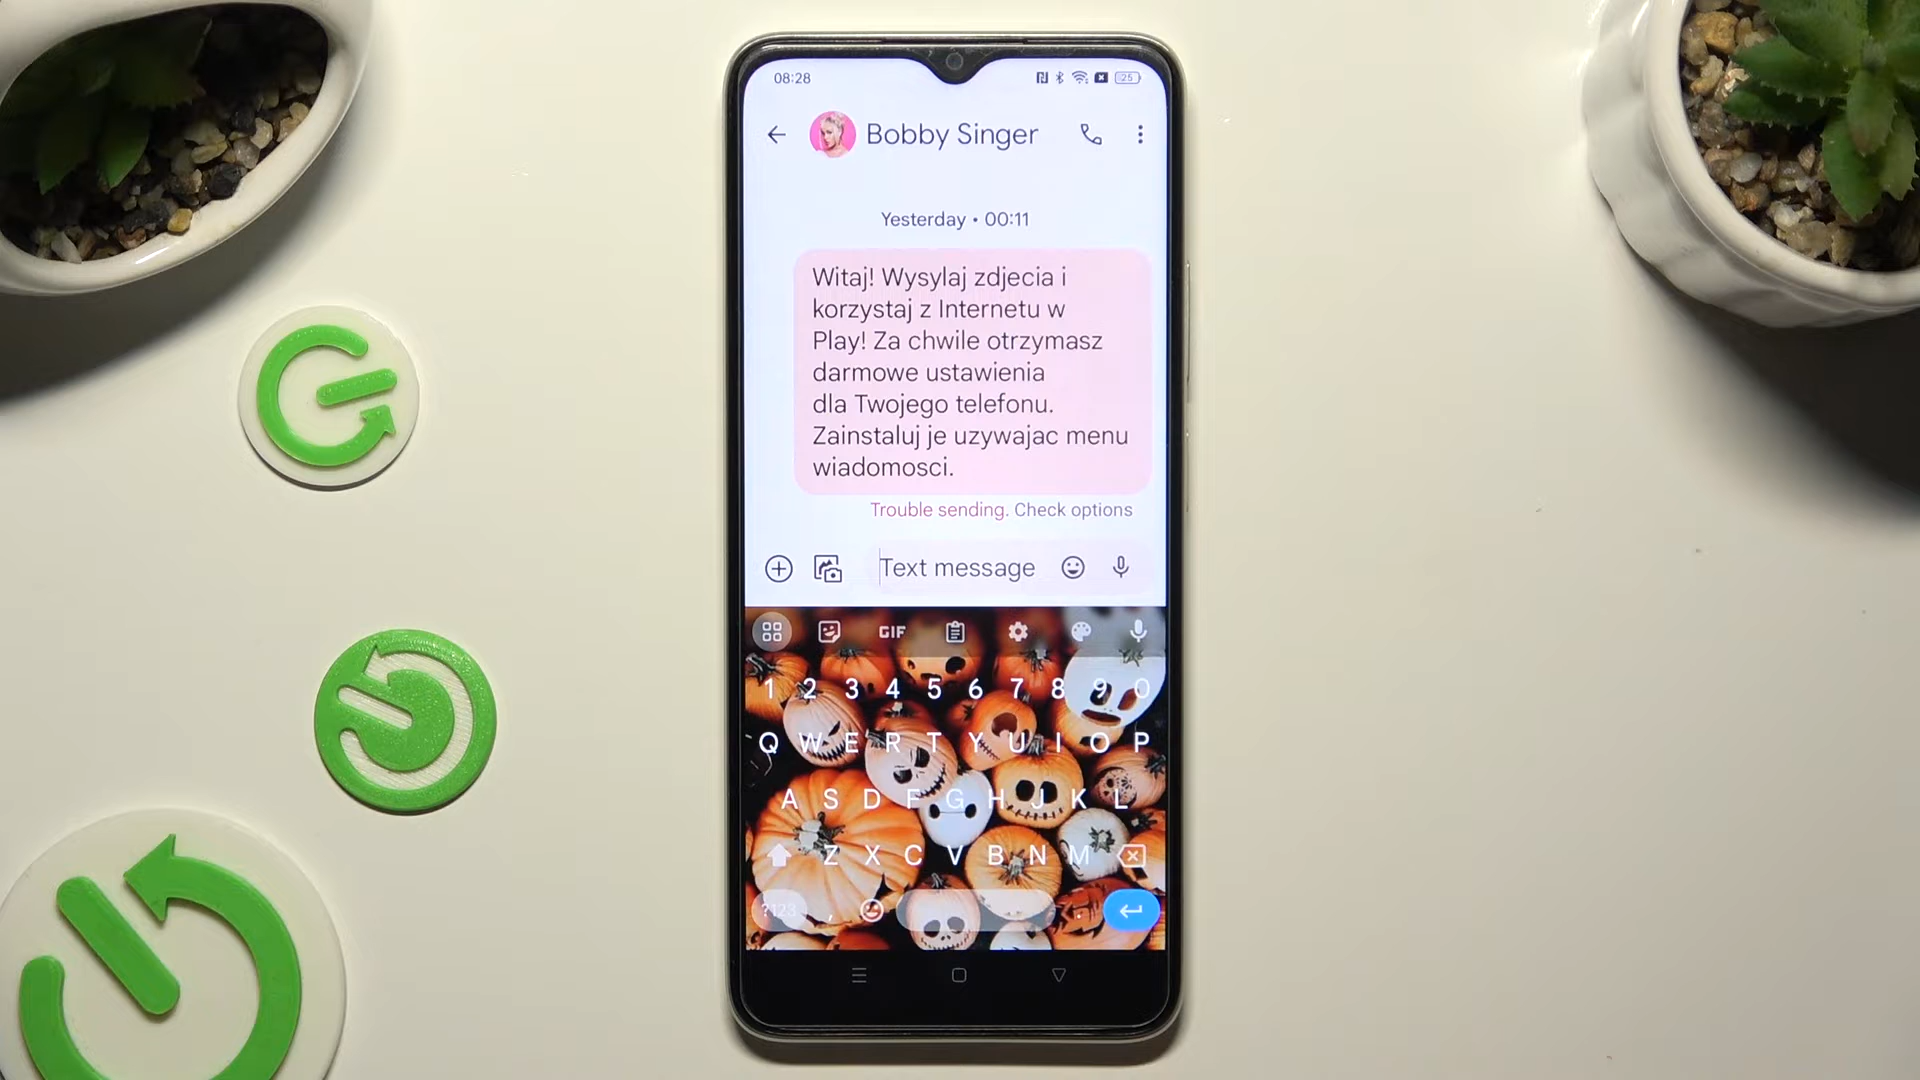 08:28
25
Bobby Singer
Yesterday • 00:11
Witaj! Wysylaj zdjecia i
korzystaj z Internetu w
Play! Za chwile otrzymasz
darmowe ustawienia
dla Twojego telefonu.
Zainstaluj je uzywajac menu
wiadomosci.
Trouble sending. Check options
Text message
GIF
1 2 3 4 5 6 7 8 9 0
Q W E R T Y U I O P
A S D F G H J K L
Z X C V B N M
?123 , .